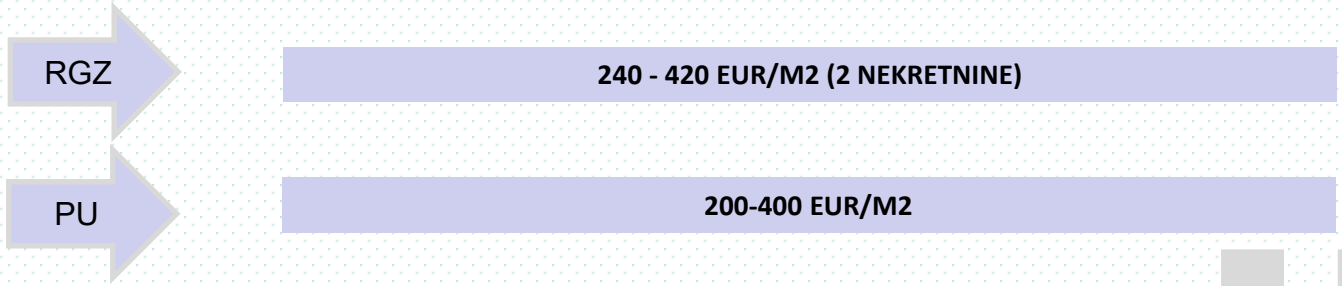 RGZ
240 - 420 EUR/M2 (2 NEKRETNINE)
PU
200-400 EUR/M2